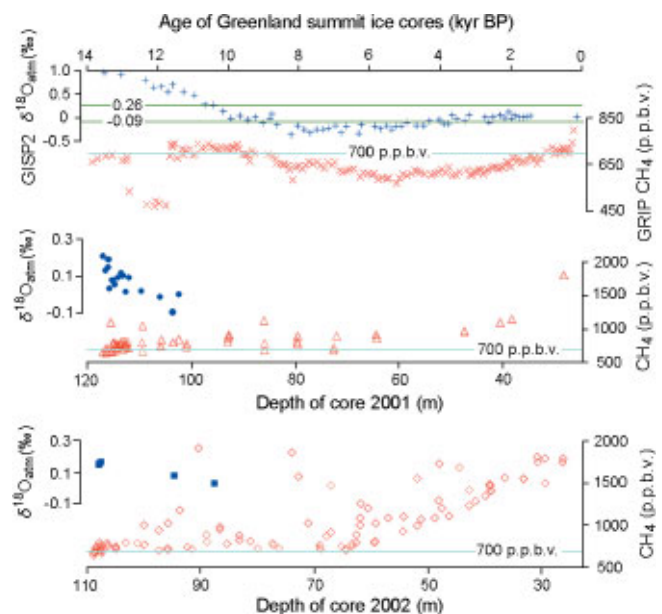 Age of Greenland summit ice cores (kyr BP)
14 12 10 8 6 4 2 0
GISP2 δ18Oatm(‰)
1.0
0.5
0
-0.5
0.26
-0.09
700 p.p.b.v.
850
650
450
GRIP CH4 (p.p.b.v.)
δ18Oatm(‰)
0.3
0.1
-0.1
2000
1500
1000
500
CH4 (p.p.b.v.)
700 p.p.b.v.
120 100 80 60 40
Depth of core 2001 (m)
δ18Oatm(‰)
0.3
0.1
-0.1
2000
1500
1000
500
CH4 (p.p.b.v.)
700 p.p.b.v.
110 90 70 50 30
Depth of core 2002 (m)